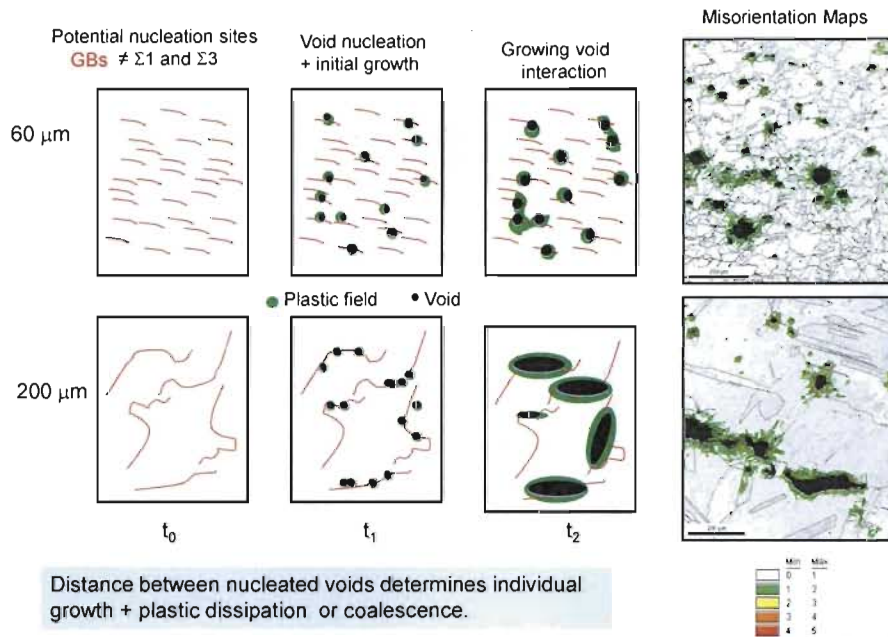 Misorientation Maps
Potential nucleation sites
GBs ≠ Σ1 and Σ3
Void nucleation
+ initial growth
Growing void
interaction
60 μm
Plastic field
Void
200 μm
t0
t1
t2
Distance between nucleated voids determines individual
growth + plastic dissipation or coalescence.
Min Max
0 1
1 2
2 3
3 4
4 5